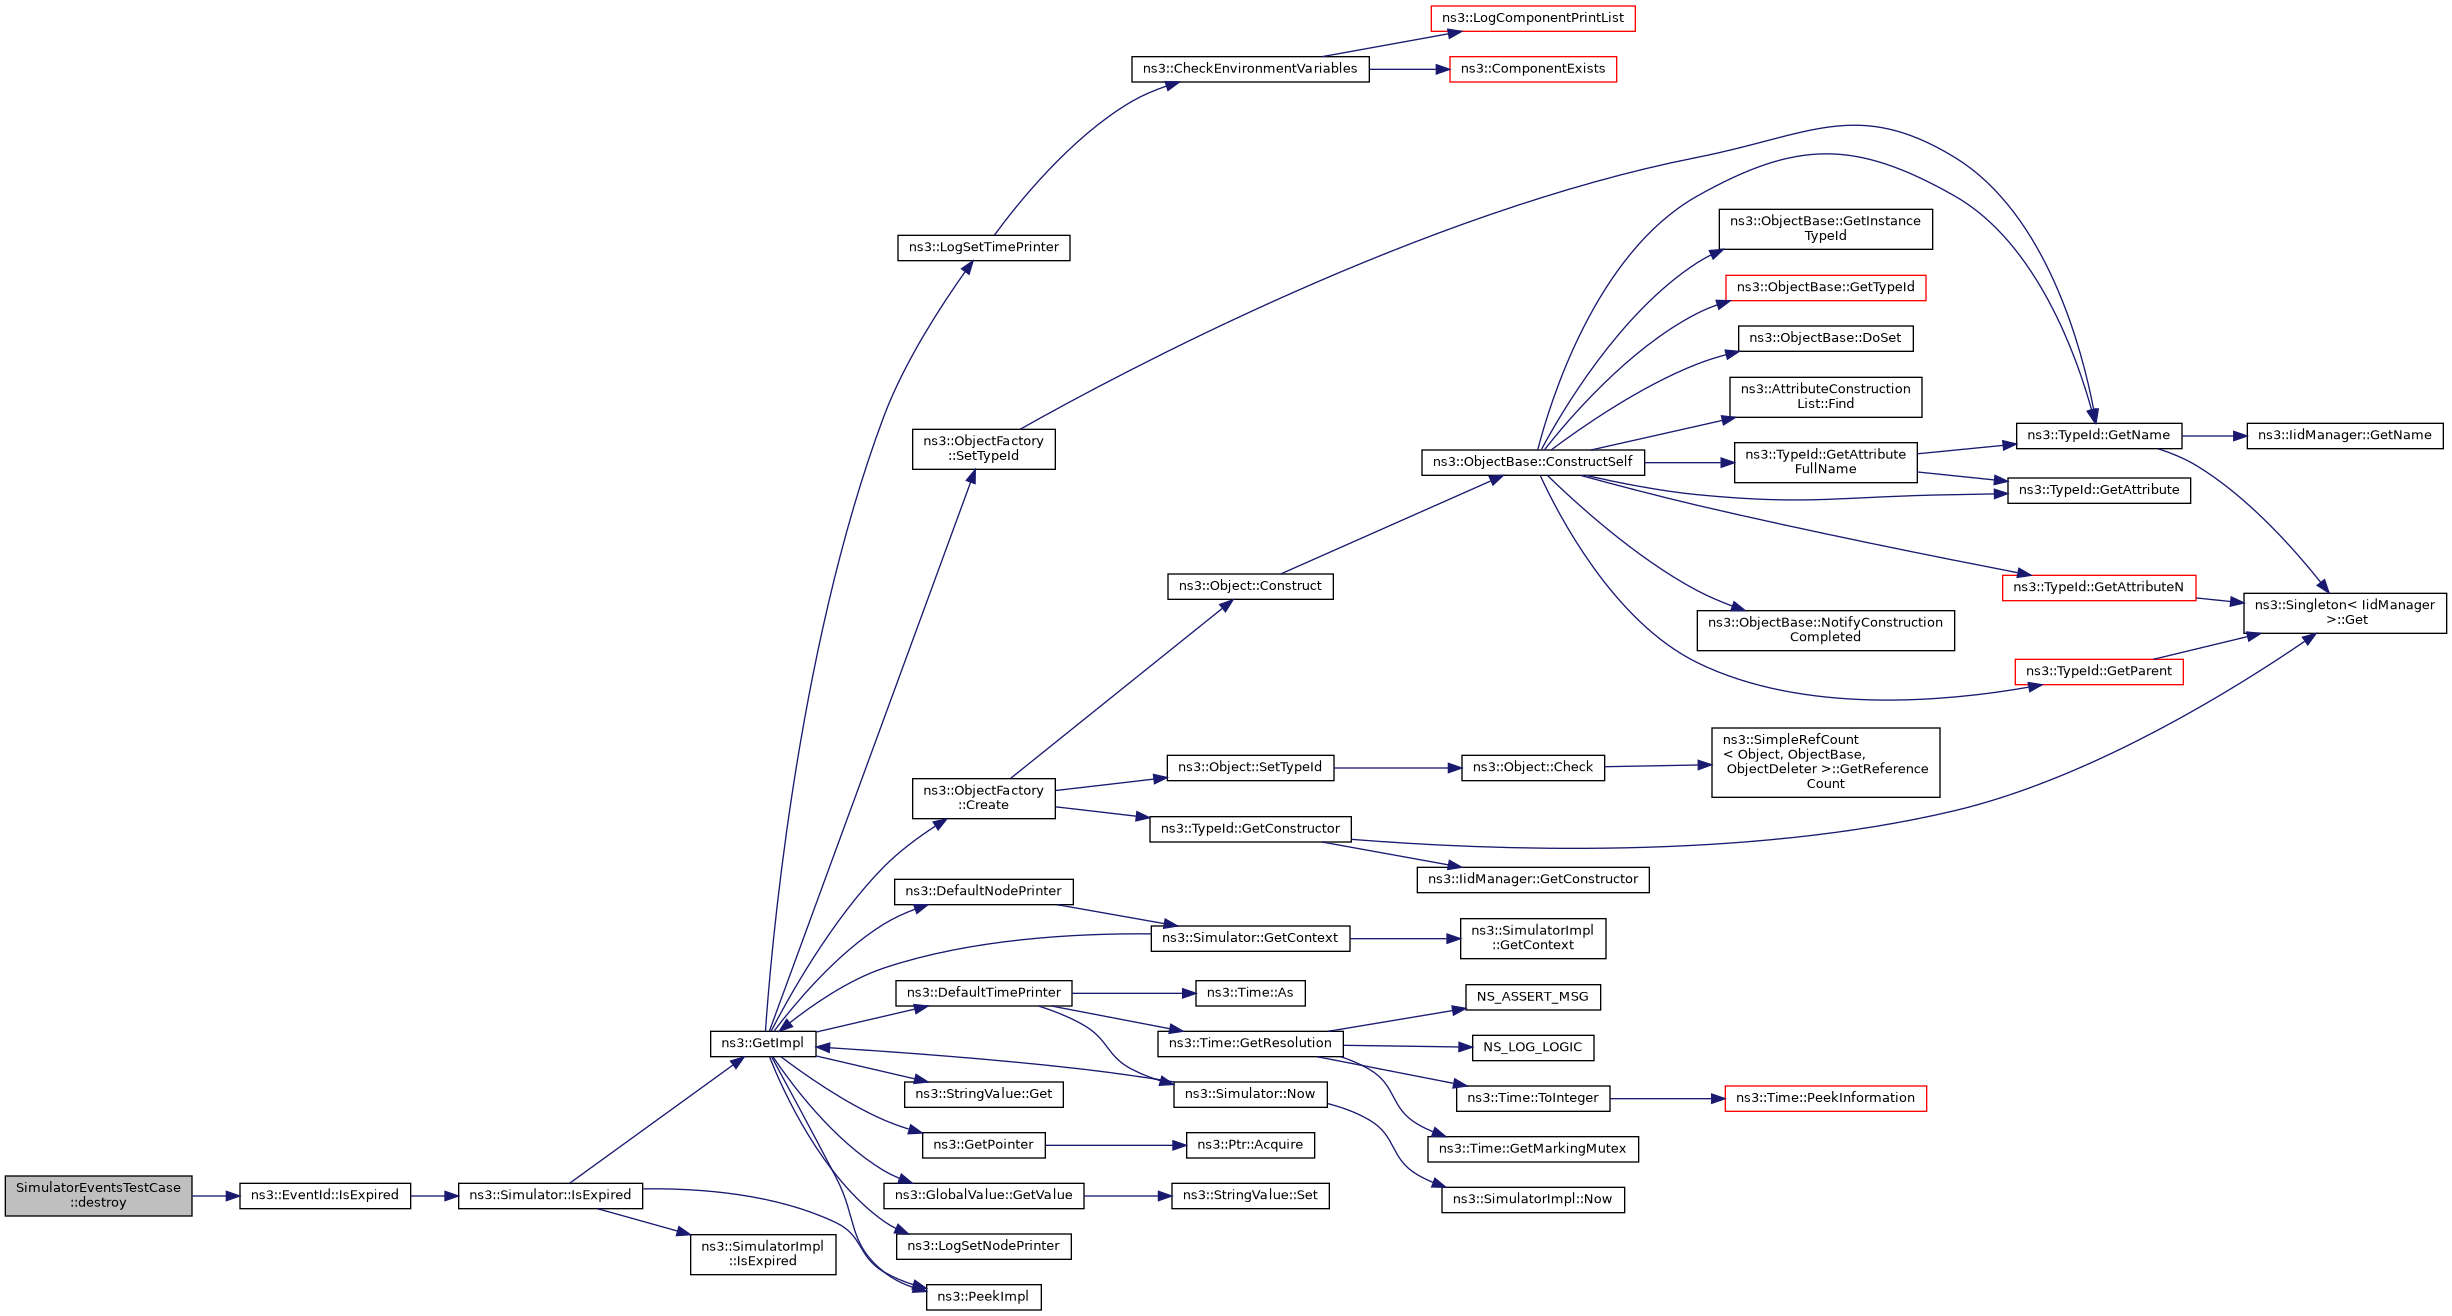 ns3::LogComponentPrintList
ns3::CheckEnvironmentVariables
ns3::ComponentExists
ns3::LogSetTimePrinter
ns3::ObjectBase::GetInstance
TypeId
ns3::ObjectBase::GetTypeId
ns3::ObjectBase::DoSet
ns3::AttributeConstruction
List::Find
ns3::ObjectFactory
::SetTypeId
ns3::TypeId::GetName
ns3::IidManager::GetName
ns3::ObjectBase::ConstructSelf
ns3::TypeId::GetAttribute
FullName
ns3::TypeId::GetAttribute
ns3::Object::Construct
ns3::TypeId::GetAttributeN
ns3::Singleton< IidManager
>::Get
ns3::ObjectBase::NotifyConstruction
Completed
ns3::TypeId::GetParent
ns3::SimpleRefCount
< Object, ObjectBase,
ObjectDeleter >::GetReference
Count
ns3::ObjectFactory
::Create
ns3::Object::SetTypeId
ns3::Object::Check
ns3::TypeId::GetConstructor
ns3::IidManager::GetConstructor
ns3::DefaultNodePrinter
ns3::Simulator::GetContext
ns3::SimulatorImpl
::GetContext
ns3::DefaultTimePrinter
ns3::Time::As
NS_ASSERT_MSG
ns3::GetImpl
ns3::Time::GetResolution
NS_LOG_LOGIC
ns3::StringValue::Get
ns3::Simulator::Now
ns3::Time::ToInteger
ns3::Time::PeekInformation
ns3::GetPointer
ns3::Ptr::Acquire
ns3::Time::GetMarkingMutex
SimulatorEventsTestCase
::destroy
ns3::EventId::IsExpired
ns3::Simulator::IsExpired
ns3::GlobalValue::GetValue
ns3::StringValue::Set
ns3::SimulatorImpl::Now
ns3::SimulatorImpl
::IsExpired
ns3::LogSetNodePrinter
ns3::PeekImpl